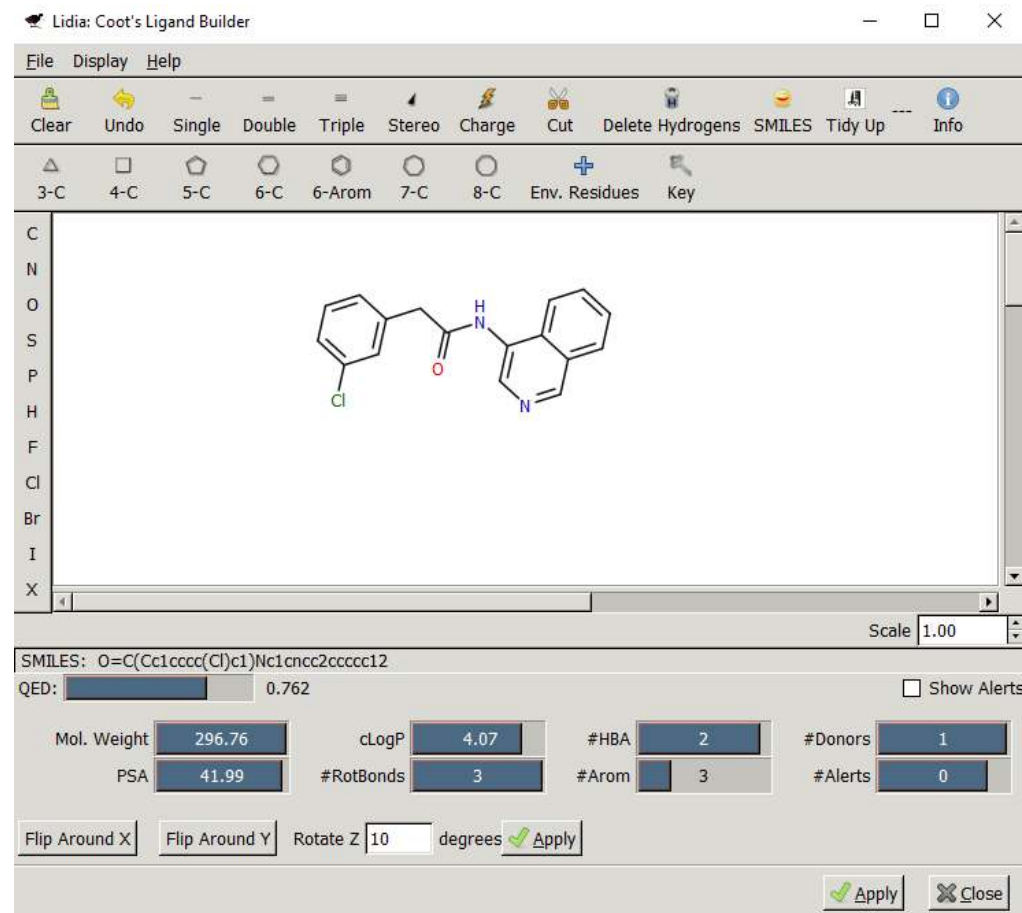 Lidia: Coot's Ligand Builder
File Display Help
Clear Undo Single Double Triple Stereo Charge Cut Delete Hydrogens SMILES Tidy Up --- Info
3-C 4-C 5-C 6-C 6-Arom 7-C 8-C Env. Residues Key
C
N
O
S
P
H
F
Cl
Br
I
X
H
N
O
Cl
N
Scale 1.00
SMILES: O=C(Cc1cccc(Cl)c1)Nc1cncc2ccccc12
QED: 0.762 Show Alerts
Mol. Weight 296.76 cLogP 4.07 #HBA 2 #Donors 1
PSA 41.99 #RotBonds 3 #Arom 3 #Alerts 0
Flip Around X Flip Around Y Rotate Z 10 degrees Apply
Apply Close